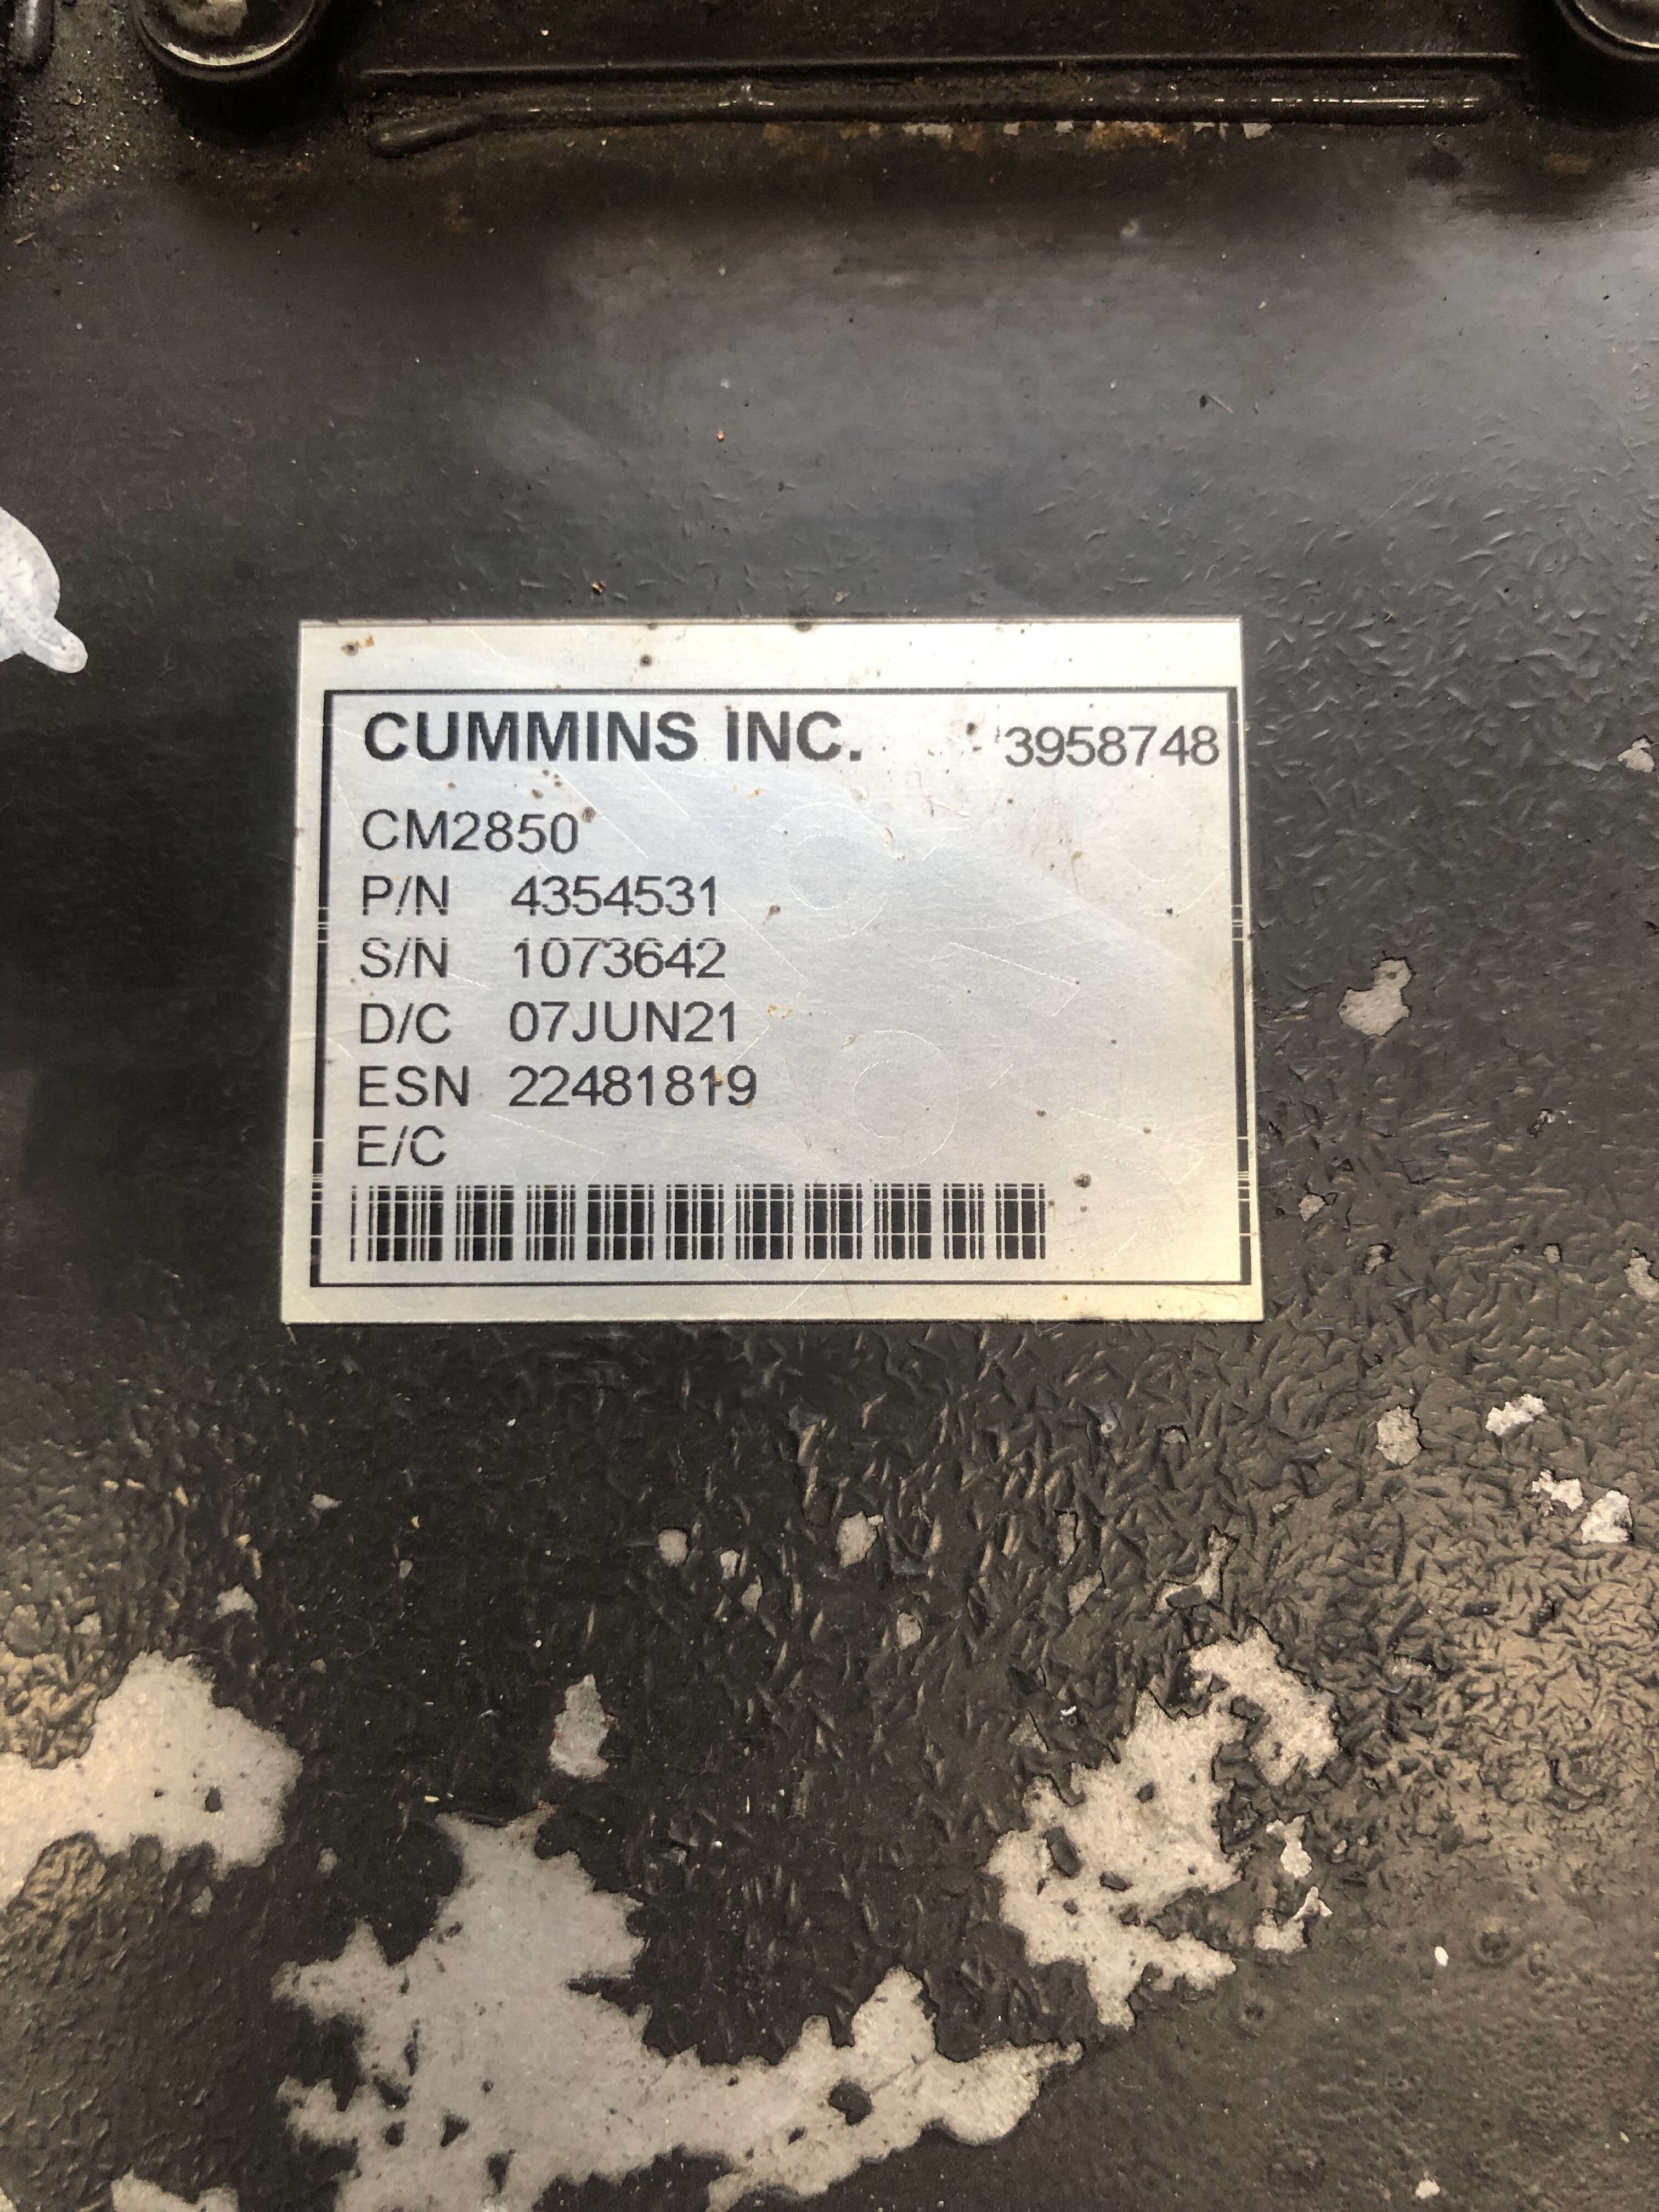 CUMMINS INC. 3958748
CM2850
P/N 4354531
S/N 1073642
D/C 07JUN21
ESN 22481819
E/C